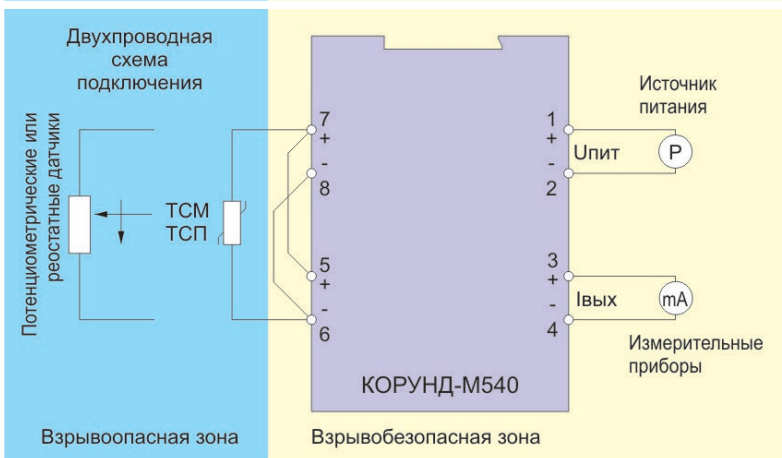 Двухпроводная
схема
подключения
Потенциометрические или
реостатные датчики
ТСМ
ТСП
7
+
-
8
5
+
-
6
1
+
Uпит
-
2
3
+
Iвых
-
4
Источник
питания
P
mA
Измерительные
приборы
КОРУНД-М540
Взрывоопасная зона
Взрывобезопасная зона